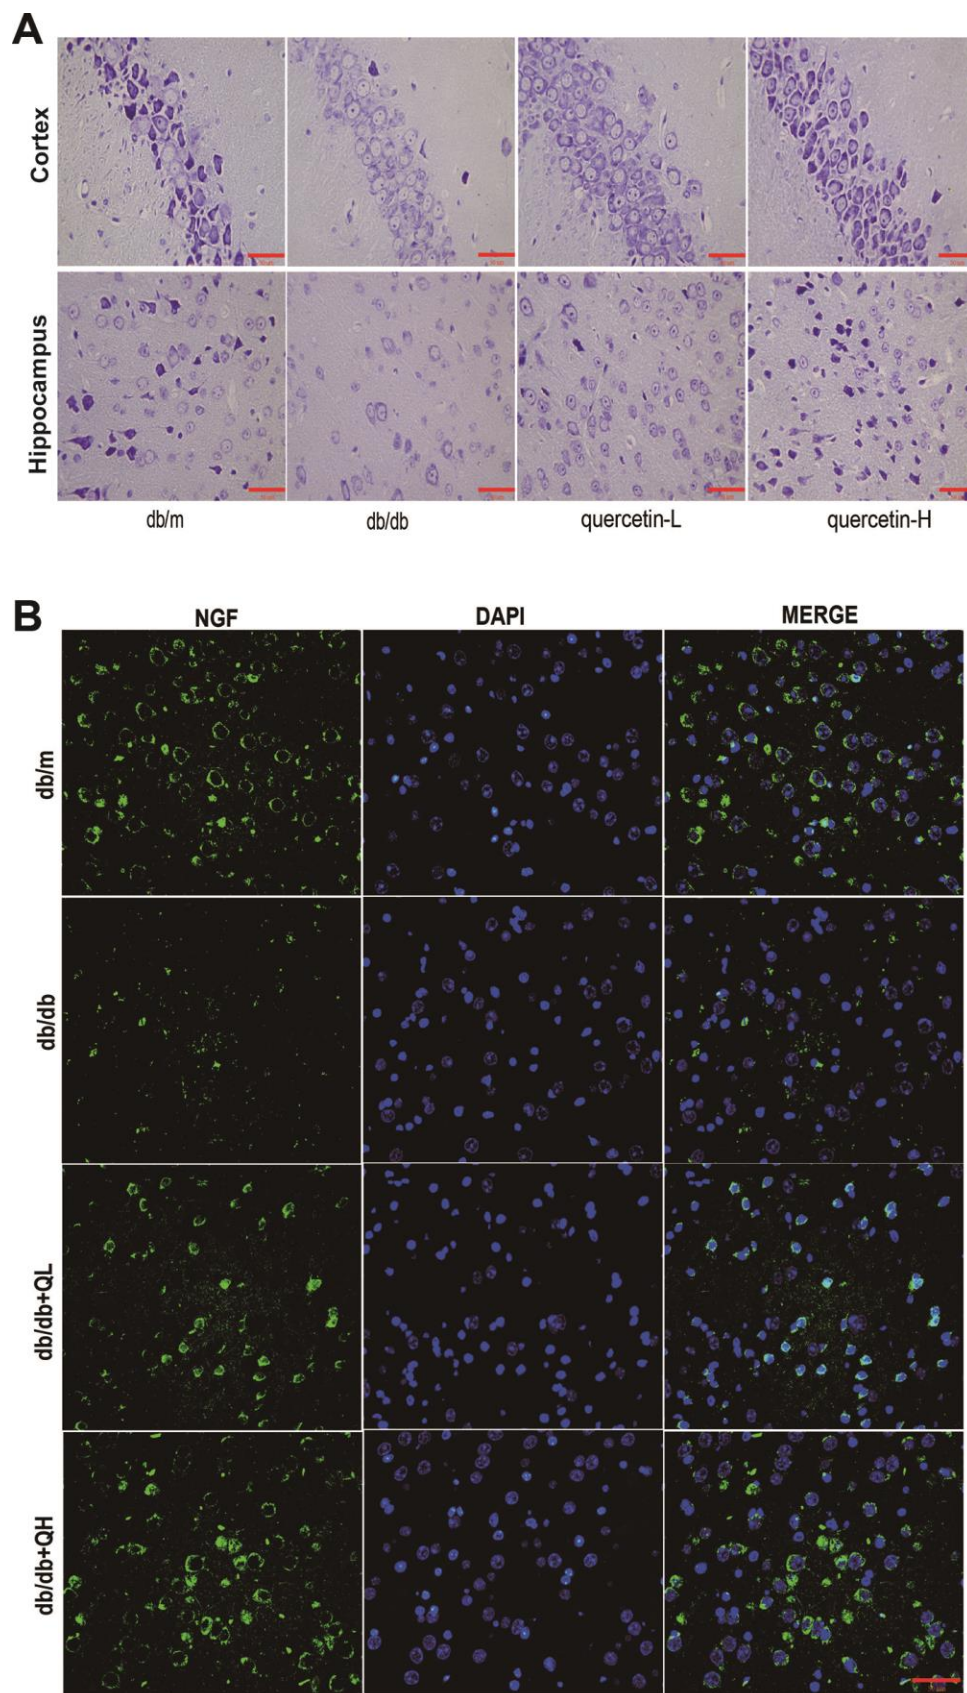 A
Cortex
Hippocampus
db/m db/db quercetin-L quercetin-H
B
NGF DAPI MERGE
db/m
db/db
db/db+QL
db/db+QH